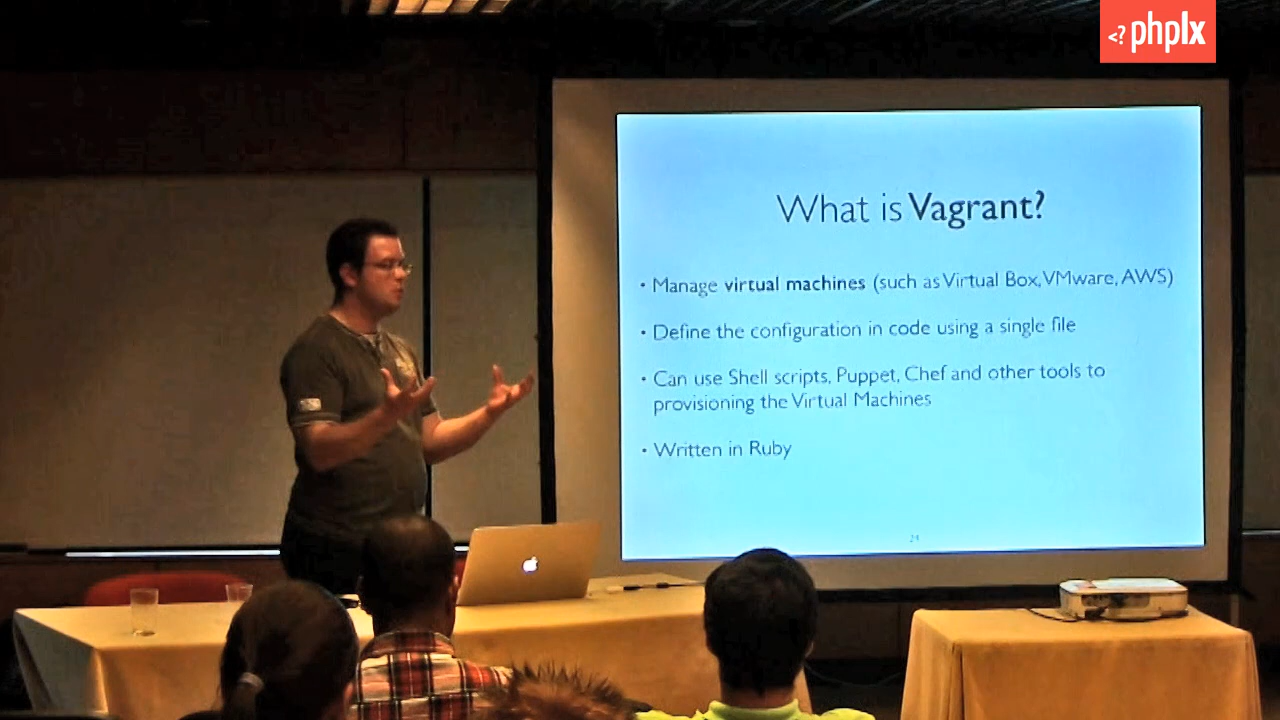 <? phplx
What is Vagrant?
• Manage virtual machines (such as Virtual Box, VMware, AWS)
• Define the configuration in code using a single file
• Can use Shell scripts, Puppet, Chef and other tools to
provisioning the Virtual Machines
• Written in Ruby
24